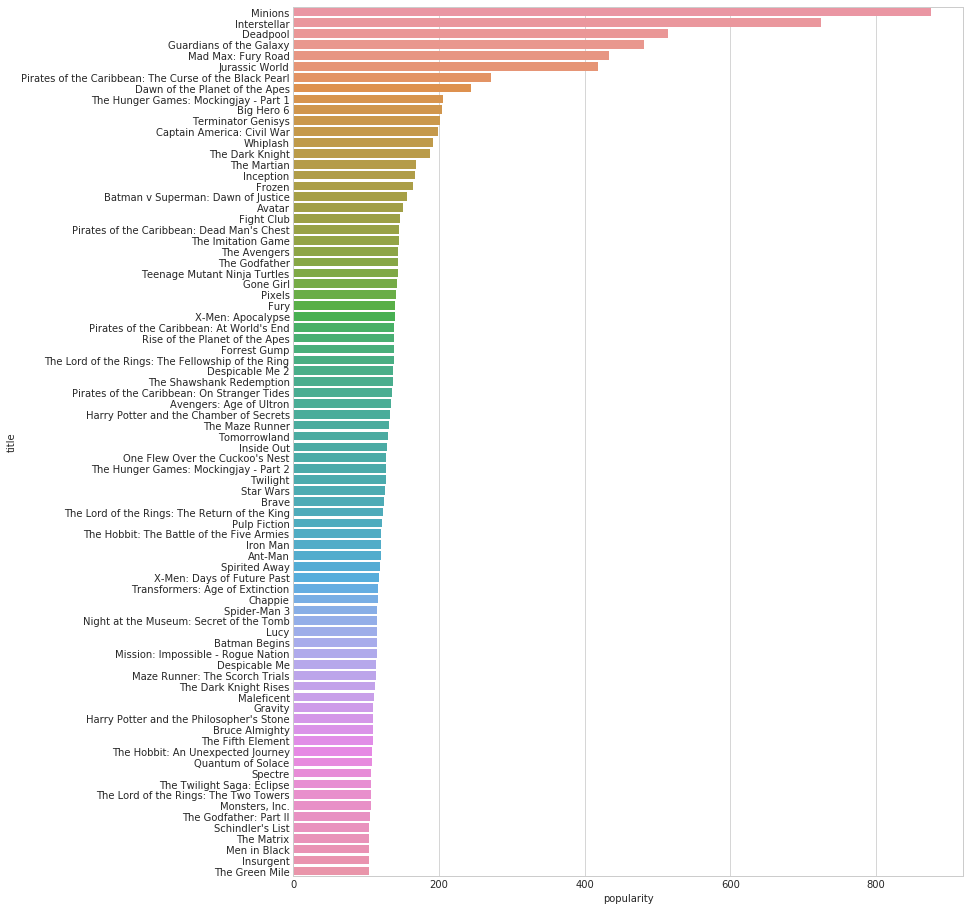 Minions
Interstellar
Deadpool
Guardians of the Galaxy
Mad Max: Fury Road
Jurassic World
Pirates of the Caribbean: The Curse of the Black Pearl
Dawn of the Planet of the Apes
The Hunger Games: Mockingjay - Part 1
Big Hero 6
Terminator Genisys
Captain America: Civil War
Whiplash
The Dark Knight
The Martian
Inception
Frozen
Batman v Superman: Dawn of Justice
Avatar
Fight Club
Pirates of the Caribbean: Dead Man's Chest
The Imitation Game
The Avengers
The Godfather
Teenage Mutant Ninja Turtles
Gone Girl
Pixels
Fury
X-Men: Apocalypse
Pirates of the Caribbean: At World's End
Rise of the Planet of the Apes
Forrest Gump
The Lord of the Rings: The Fellowship of the Ring
Despicable Me 2
The Shawshank Redemption
Pirates of the Caribbean: On Stranger Tides
Avengers: Age of Ultron
Harry Potter and the Chamber of Secrets
The Maze Runner
Tomorrowland
title
Inside Out
One Flew Over the Cuckoo's Nest
The Hunger Games: Mockingjay - Part 2
Twilight
Star Wars
Brave
The Lord of the Rings: The Return of the King
Pulp Fiction
The Hobbit: The Battle of the Five Armies
Iron Man
Ant-Man
Spirited Away
X-Men: Days of Future Past
Transformers: Age of Extinction
Chappie
Spider-Man 3
Night at the Museum: Secret of the Tomb
Lucy
Batman Begins
Mission: Impossible - Rogue Nation
Despicable Me
Maze Runner: The Scorch Trials
The Dark Knight Rises
Maleficent
Gravity
Harry Potter and the Philosopher's Stone
Bruce Almighty
The Fifth Element
The Hobbit: An Unexpected Journey
Quantum of Solace
Spectre
The Twilight Saga: Eclipse
The Lord of the Rings: The Two Towers
Monsters, Inc.
The Godfather: Part II
Schindler's List
The Matrix
Men in Black
Insurgent
The Green Mile
0 200 400 600 800
popularity